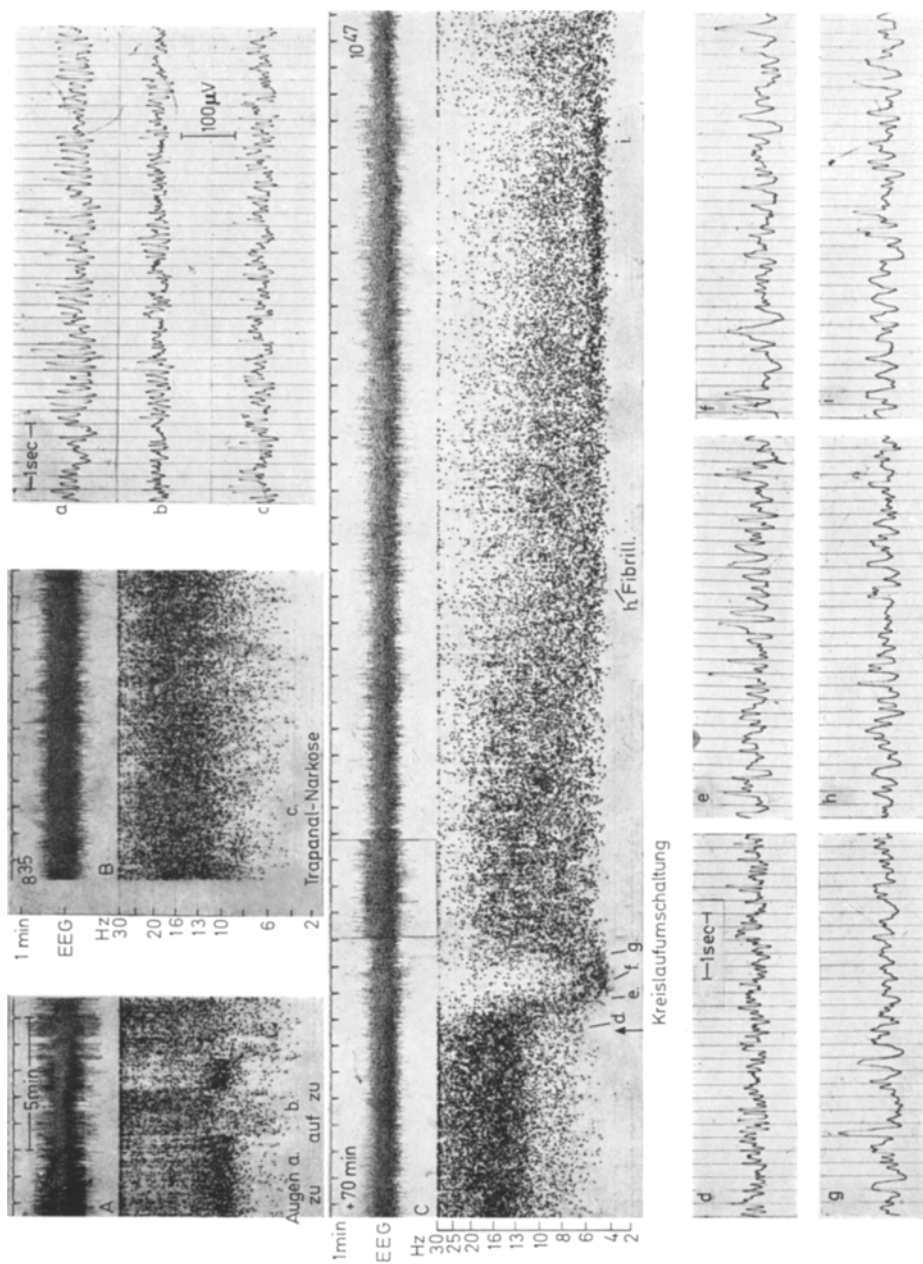 1 min
5min
EEG
A
Augen a. b.
zu auf zu
1 min
8³⁵
EEG
B
Hz
30
20
16
13
10
6
2
c.
Trapanal-Narkose
1sec
a
b
100μV
c
1min
+70 min
10⁴⁷
EEG
C
Hz
30
25
20
16
13
10
8
6
4
2
d e. f. g
h Fibrill.
i.
Kreislaufumschaltung
d
1sec
e
f
g
h
i